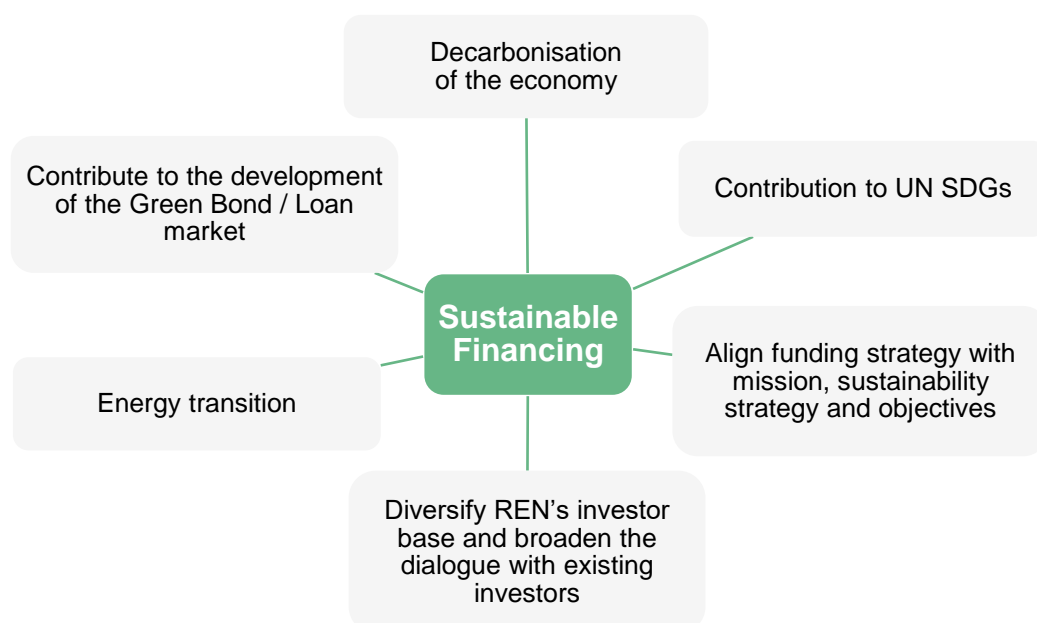 Decarbonisation
of the economy
Contribute to the development
of the Green Bond / Loan
market
Contribution to UN SDGs
Sustainable
Financing
Align funding strategy with
mission, sustainability
strategy and objectives
Energy transition
Diversify REN’s investor
base and broaden the
dialogue with existing
investors